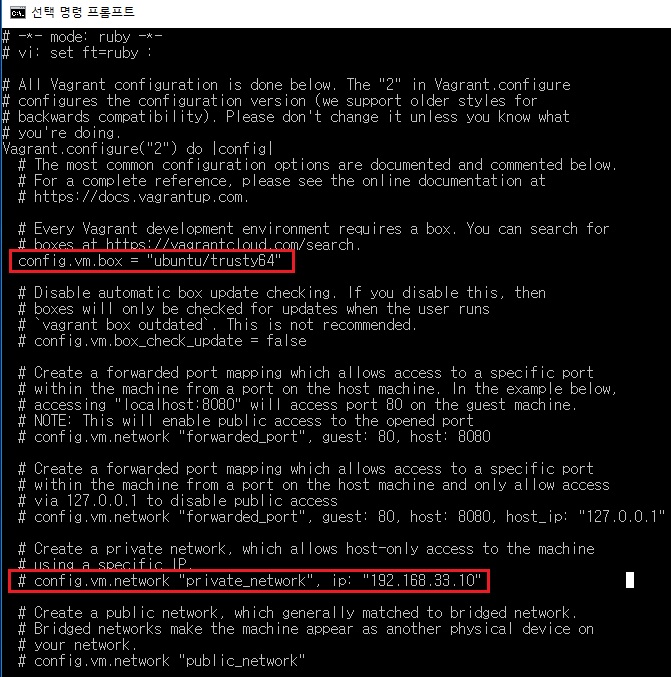 선택 명령 프롬프트
# -*- mode: ruby -*-
# vi: set ft=ruby :
# All Vagrant configuration is done below. The "2" in Vagrant.configure
# configures the configuration version (we support older styles for
# backwards compatibility). Please don't change it unless you know what
# you're doing.
Vagrant.configure("2") do |config|
# The most common configuration options are documented and commented below.
# For a complete reference, please see the online documentation at
# https://docs.vagrantup.com.
# Every Vagrant development environment requires a box. You can search for
# boxes at https://vagrantcloud.com/search.
config.vm.box = "ubuntu/trusty64"
# Disable automatic box update checking. If you disable this, then
# boxes will only be checked for updates when the user runs
# `vagrant box outdated`. This is not recommended.
# config.vm.box_check_update = false
# Create a forwarded port mapping which allows access to a specific port
# within the machine from a port on the host machine. In the example below,
# accessing "localhost:8080" will access port 80 on the guest machine.
# NOTE: This will enable public access to the opened port
# config.vm.network "forwarded_port", guest: 80, host: 8080
# Create a forwarded port mapping which allows access to a specific port
# within the machine from a port on the host machine and only allow access
# via 127.0.0.1 to disable public access
# config.vm.network "forwarded_port", guest: 80, host: 8080, host_ip: "127.0.0.1"
# Create a private network, which allows host-only access to the machine
# using a specific IP.
# config.vm.network "private_network", ip: "192.168.33.10"
# Create a public network, which generally matched to bridged network.
# Bridged networks make the machine appear as another physical device on
# your network.
# config.vm.network "public_network"